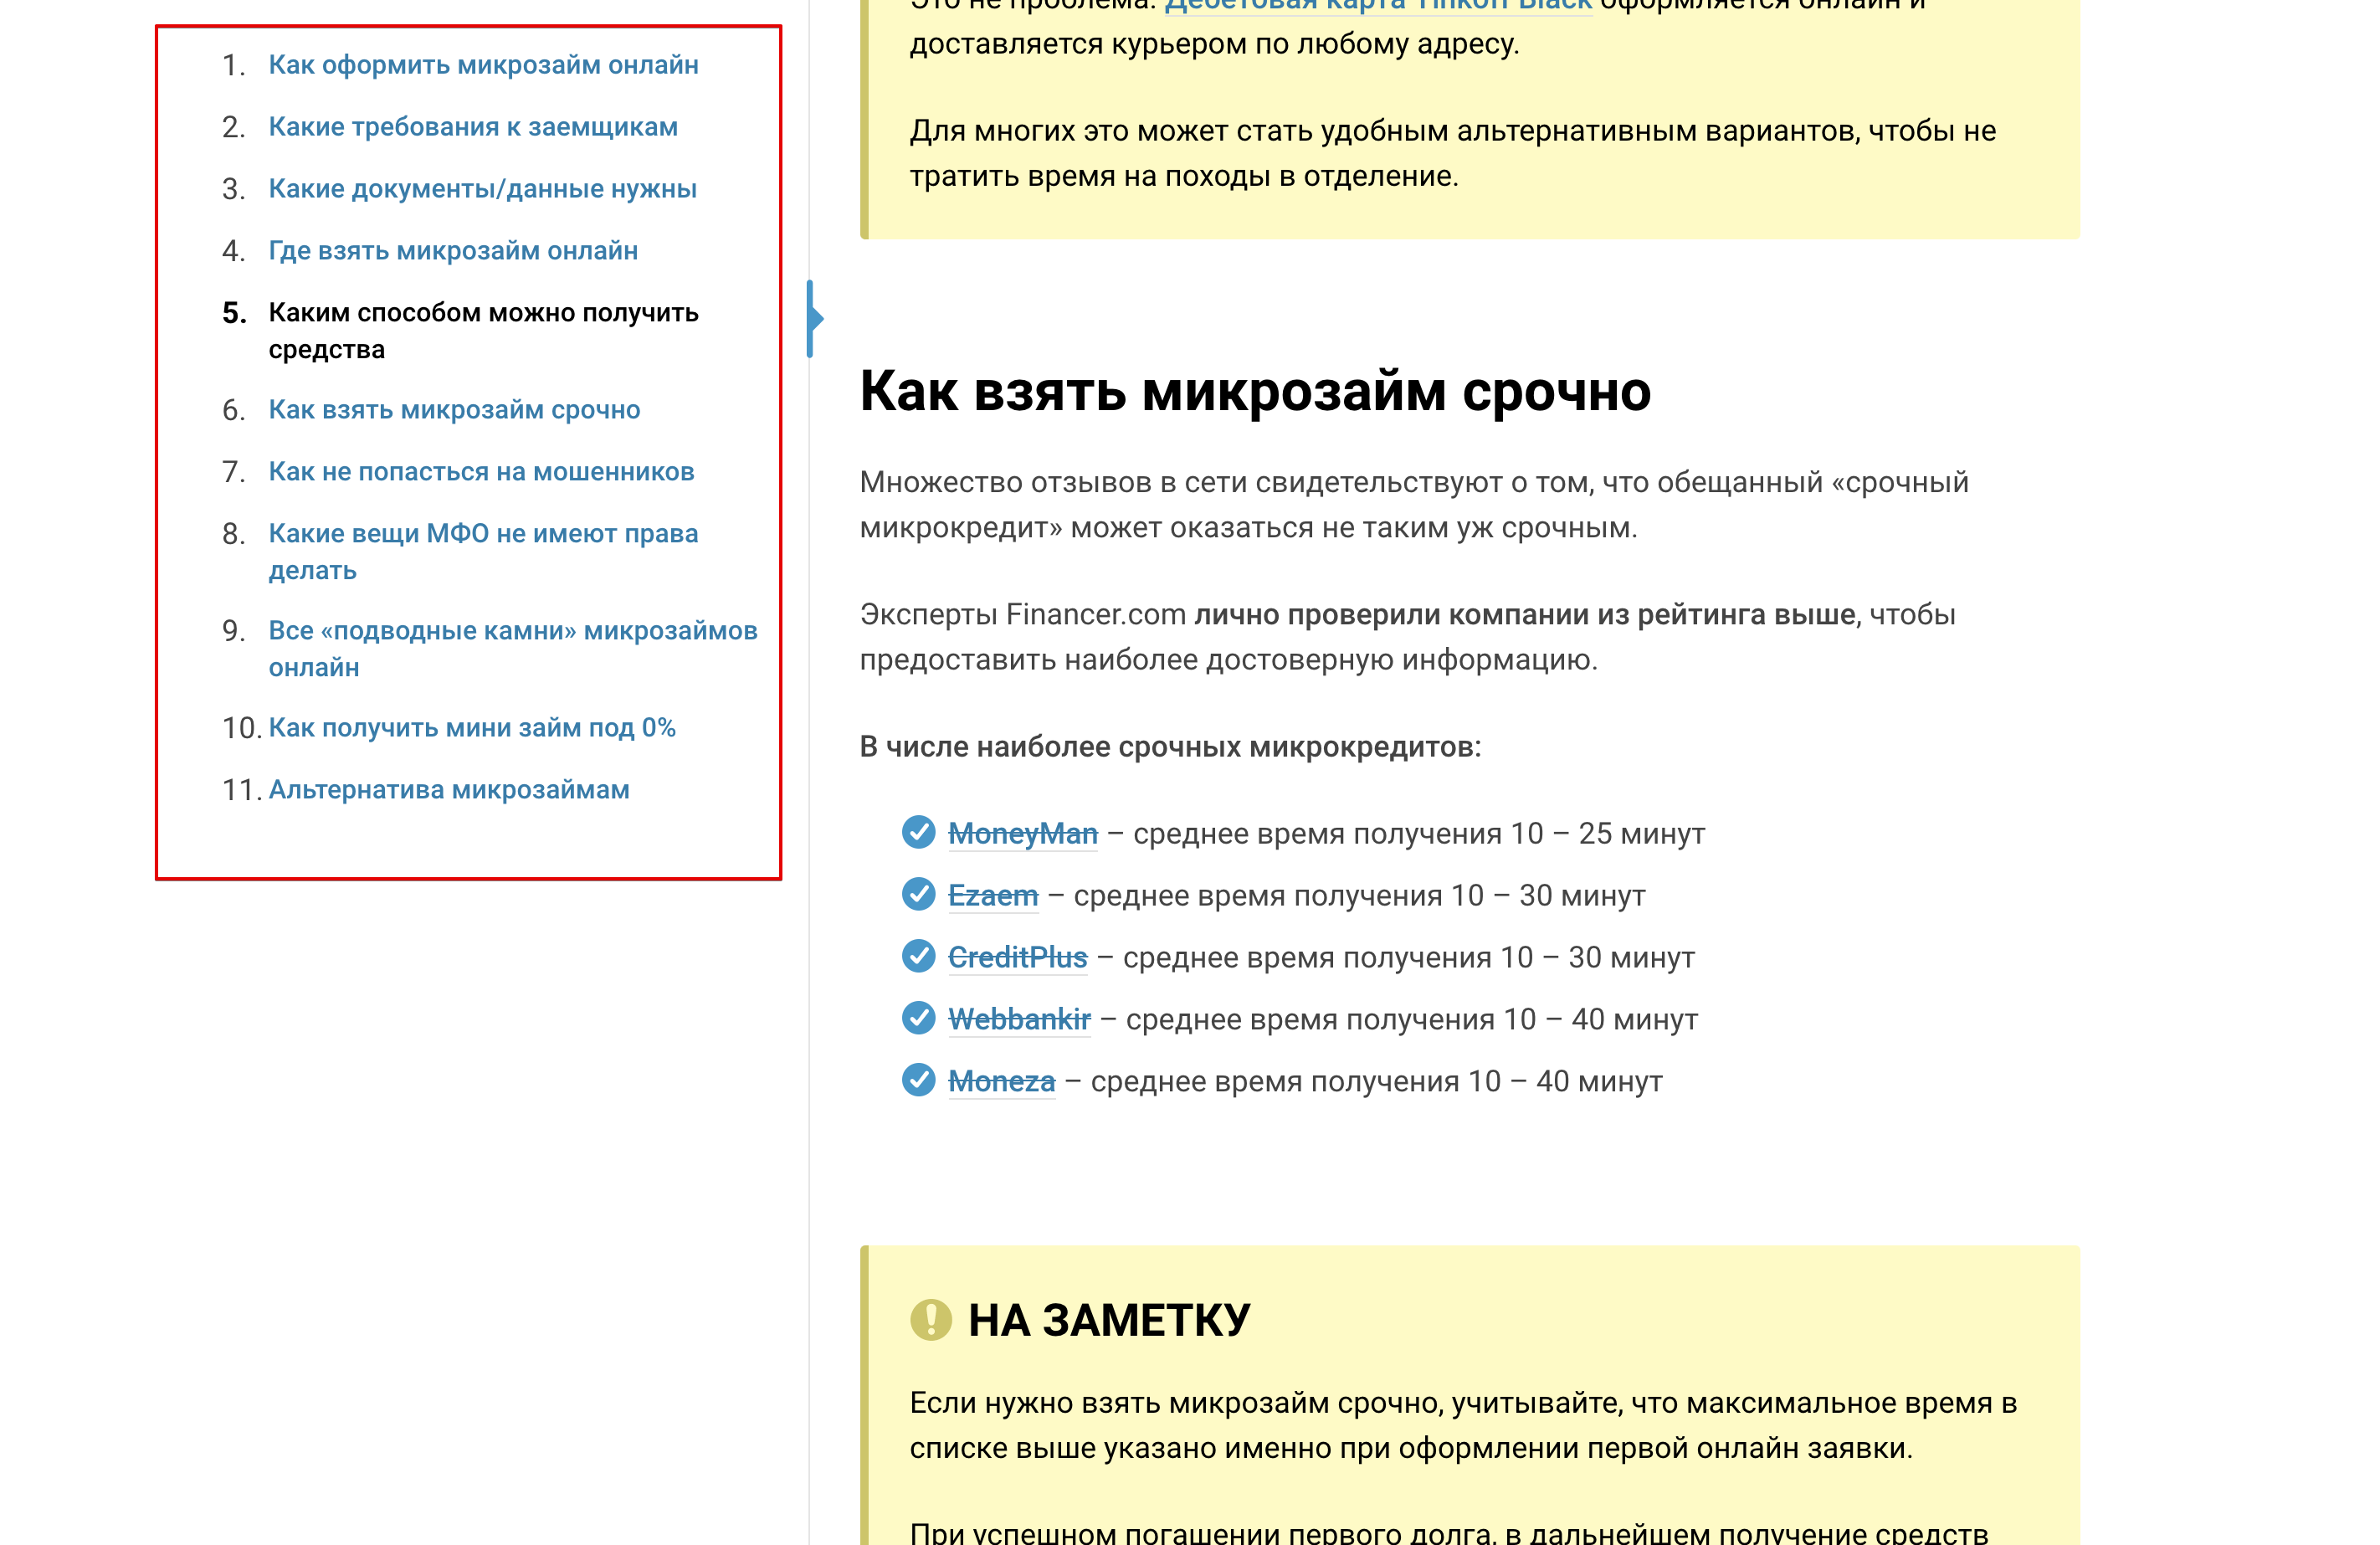 1. Как оформить микрозайм онлайн
2. Какие требования к заемщикам
3. Какие документы/данные нужны
4. Где взять микрозайм онлайн
5. Каким способом можно получить
средства
6. Как взять микрозайм срочно
7. Как не попасться на мошенников
8. Какие вещи МФО не имеют права
делать
9. Все «подводные камни» микрозаймов
онлайн
10. Как получить мини займ под 0%
11. Альтернатива микрозаймам
Это не проблема. Дебетовая карта Tinkoff Black оформляется онлайн и
доставляется курьером по любому адресу.
Для многих это может стать удобным альтернативным вариантов, чтобы не
тратить время на походы в отделение.
Как взять микрозайм срочно
Множество отзывов в сети свидетельствуют о том, что обещанный «срочный
микрокредит» может оказаться не таким уж срочным.
Эксперты Financer.com лично проверили компании из рейтинга выше, чтобы
предоставить наиболее достоверную информацию.
В числе наиболее срочных микрокредитов:
MoneyMan – среднее время получения 10 – 25 минут
Ezaem – среднее время получения 10 – 30 минут
CreditPlus – среднее время получения 10 – 30 минут
Webbankir – среднее время получения 10 – 40 минут
Moneza – среднее время получения 10 – 40 минут
НА ЗАМЕТКУ
Если нужно взять микрозайм срочно, учитывайте, что максимальное время в
списке выше указано именно при оформлении первой онлайн заявки.
При успешном погашении первого долга, в дальнейшем получение средств